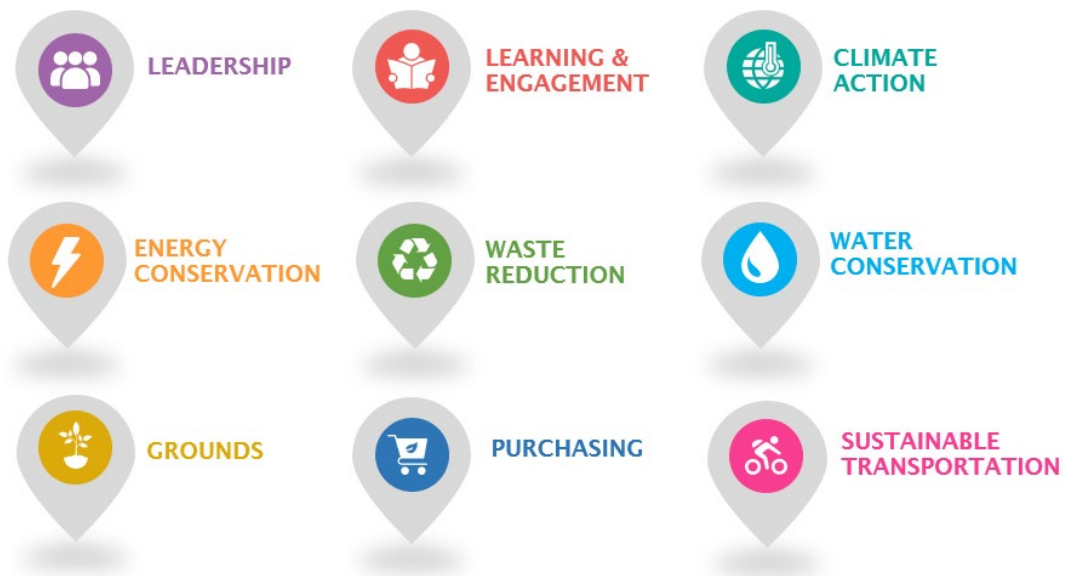 LEADERSHIP
LEARNING &
ENGAGEMENT
CLIMATE
ACTION
ENERGY
CONSERVATION
WASTE
REDUCTION
WATER
CONSERVATION
GROUNDS
PURCHASING
SUSTAINABLE
TRANSPORTATION